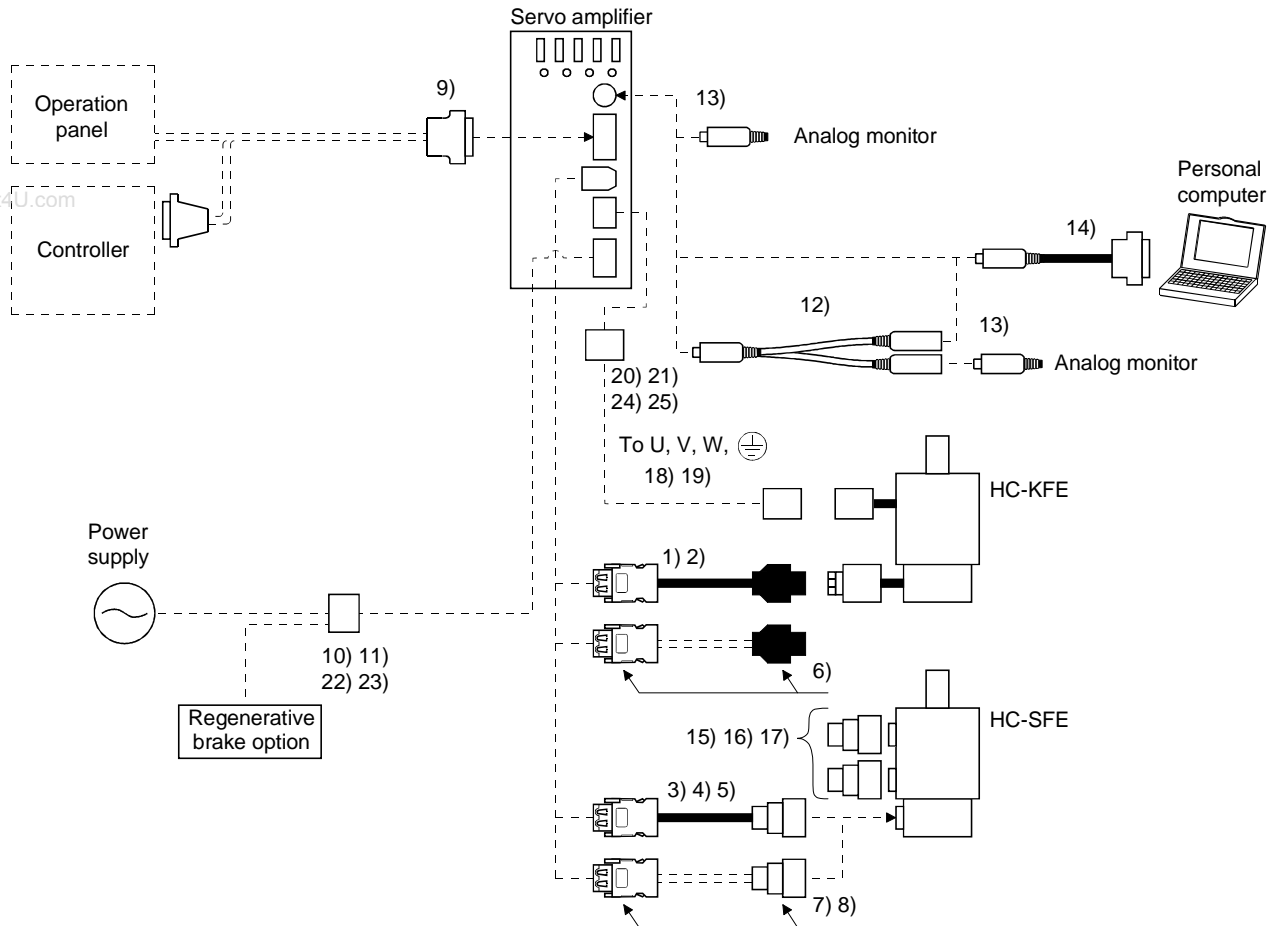 Servo amplifier
Operation
panel
9)
13)
Analog monitor
4U.com
Controller
Personal
computer
14)
12)
13)
Analog monitor
20) 21)
24) 25)
To U, V, W,
18) 19)
HC-KFE
Power
supply
1) 2)
10) 11)
22) 23)
6)
Regenerative
brake option
HC-SFE
15) 16) 17)
3) 4) 5)
7) 8)